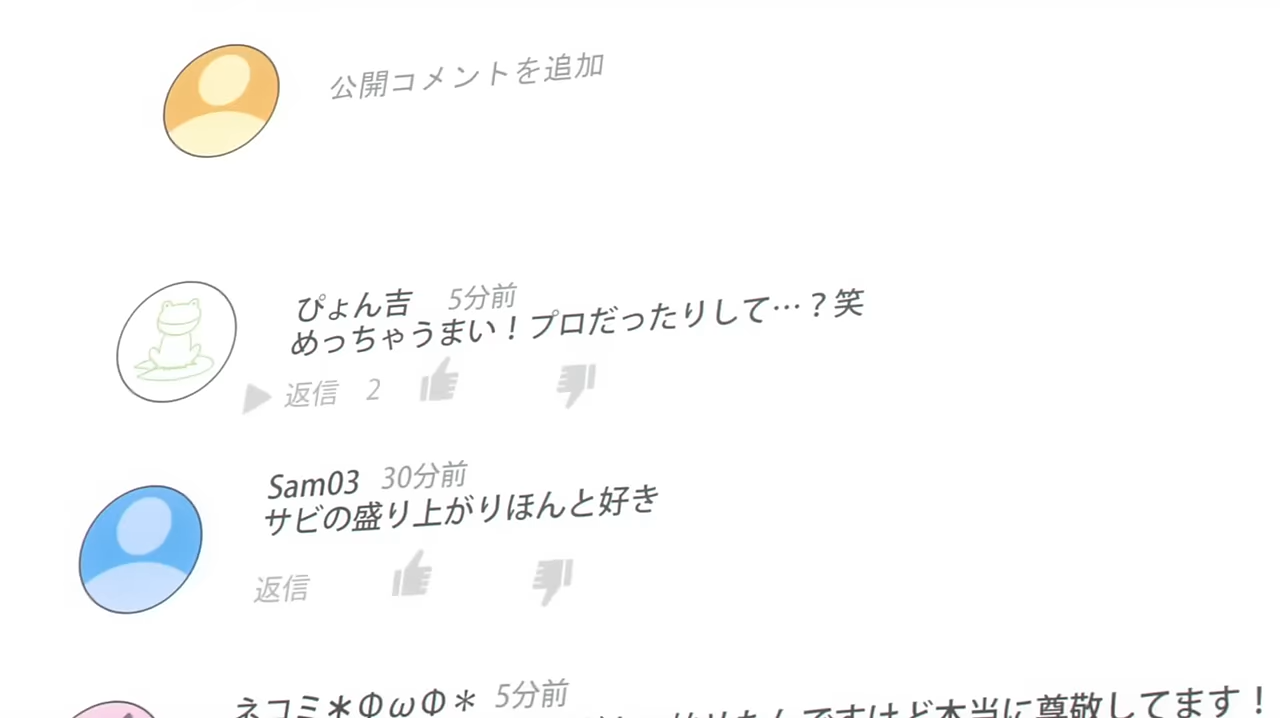 公開コメントを追加
ぴょん吉 5分前
めっちゃうまい！プロだったりして…？笑
返信 2
Sam03 30分前
サビの盛り上がりほんと好き
返信
ネコミ＊ΦωΦ＊ 5分前
めたんですけど本当に尊敬してます！